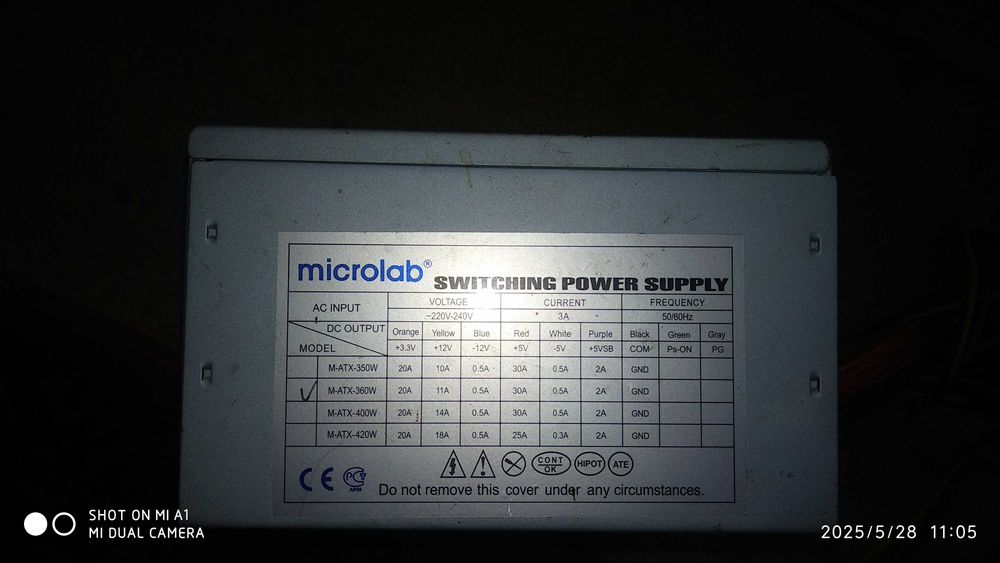 microlab® SWITCHING POWER SUPPLY
AC INPUT VOLTAGE CURRENT FREQUENCY
~220V-240V 3A 50/60Hz
DC OUTPUT Orange Yellow Blue Red White Purple Black Green Gray
MODEL +3.3V +12V -12V +5V -5V +5VSB COM Ps-ON PG
M-ATX-350W 20A 10A 0.5A 30A 0.5A 2A GND
M-ATX-360W 20A 11A 0.5A 30A 0.5A 2A GND
M-ATX-400W 20A 14A 0.5A 30A 0.5A 2A GND
M-ATX-420W 20A 18A 0.5A 25A 0.3A 2A GND
CE PC CONT OK HIPOT ATE
Do not remove this cover under any circumstances.
SHOT ON MI A1
MI DUAL CAMERA
2025/5/28 11:05